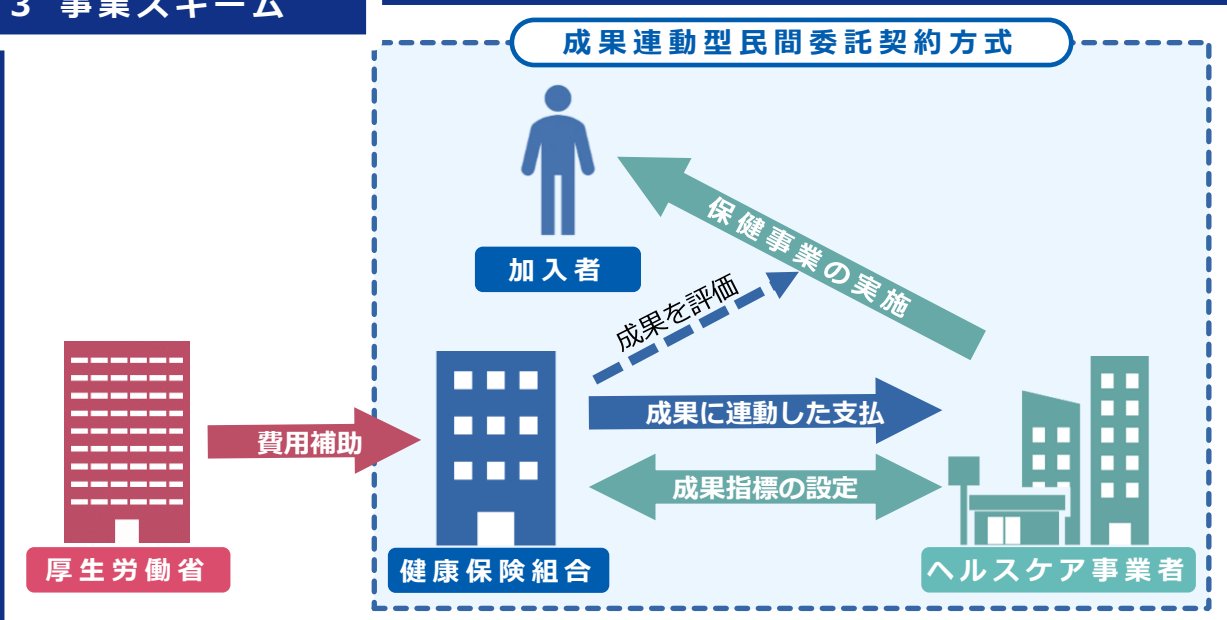 3 事業スキーム
成果連動型民間委託契約方式
加入者
保健事業の実施
成果を評価
成果に連動した支払
費用補助
成果指標の設定
厚生労働省
健康保険組合
ヘルスケア事業者